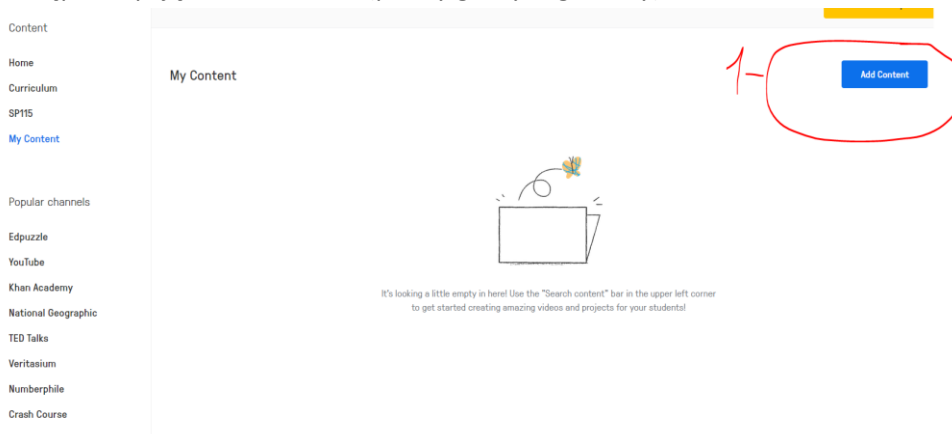 Content
Home
Curriculum
SP115
My Content
Popular channels
Edpuzzle
YouTube
Khan Academy
National Geographic
TED Talks
Veritasium
Numberphile
Crash Course
My Content
1-
Add Content
It's looking a little empty in here! Use the "Search content" bar in the upper left corner
to get started creating amazing videos and projects for your students!